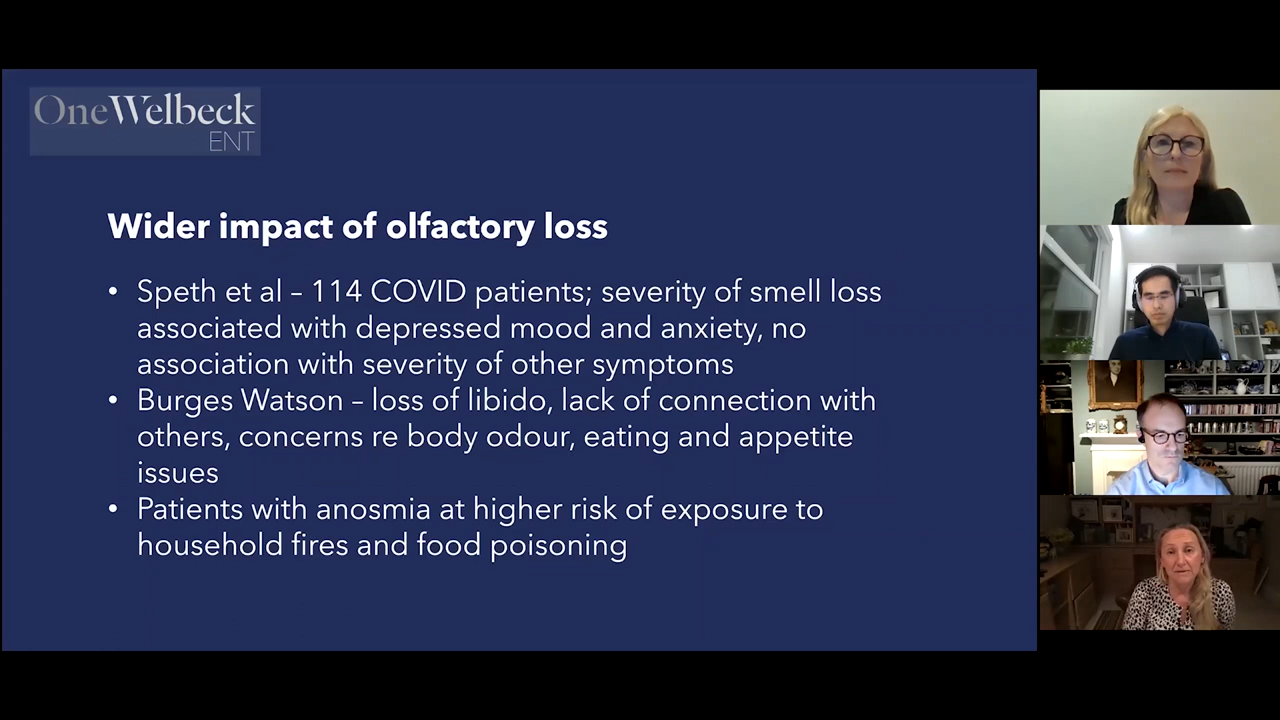 OneWelbeck
ENT
Wider impact of olfactory loss
• Speth et al – 114 COVID patients; severity of smell loss
associated with depressed mood and anxiety, no
association with severity of other symptoms
• Burges Watson – loss of libido, lack of connection with
others, concerns re body odour, eating and appetite
issues
• Patients with anosmia at higher risk of exposure to
household fires and food poisoning